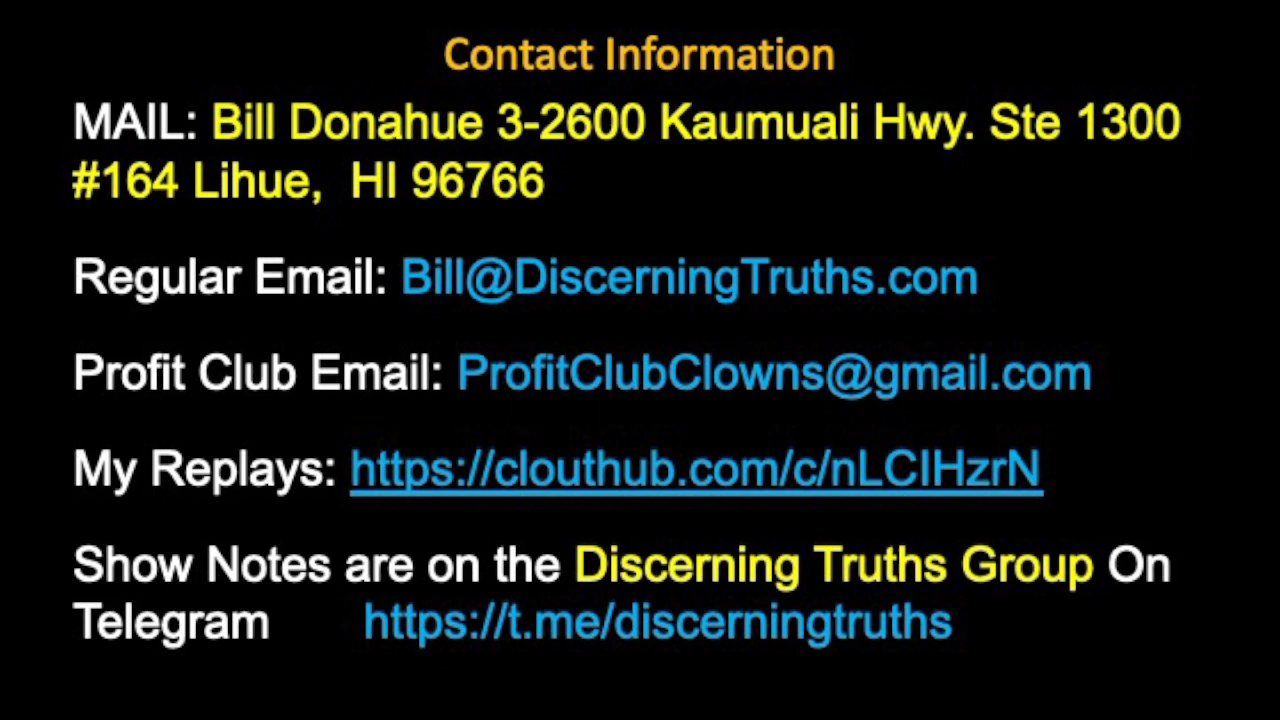 Contact Information
MAIL: Bill Donahue 3-2600 Kaumuali Hwy. Ste 1300
#164 Lihue, HI 96766
Regular Email: Bill@DiscerningTruths.com
Profit Club Email: ProfitClubClowns@gmail.com
My Replays: https://clouthub.com/c/nLCIHzrN
Show Notes are on the Discerning Truths Group On
Telegram https://t.me/discerningtruths